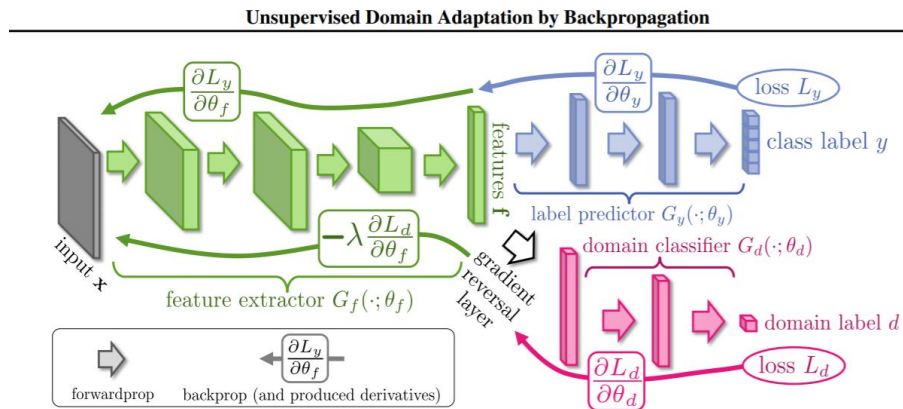 Unsupervised Domain Adaptation by Backpropagation
∂L_y/∂θ_f
∂L_y/∂θ_y
loss L_y
features f
class label y
label predictor G_y(·;θ_y)
−λ ∂L_d/∂θ_f
input x
feature extractor G_f(·;θ_f)
gradient reversal layer
domain classifier G_d(·;θ_d)
domain label d
∂L_d/∂θ_d
loss L_d
∂L_y/∂θ_f
forwardprop
backprop (and produced derivatives)